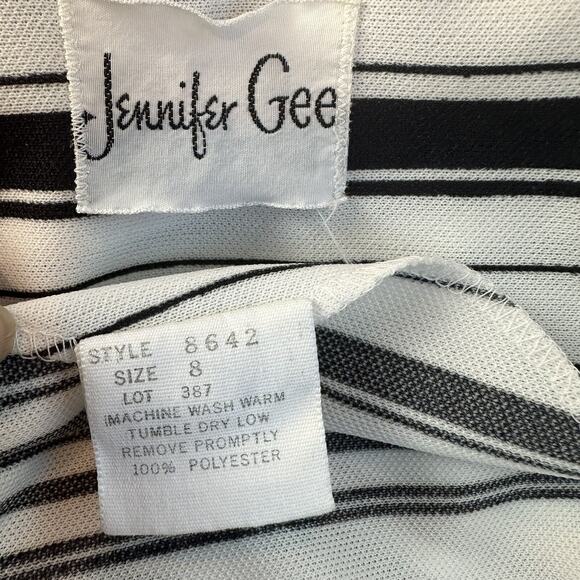 Jennifer Gee
STYLE 8642
SIZE 8
LOT 387
MACHINE WASH WARM
TUMBLE DRY LOW
REMOVE PROMPTLY
100% POLYESTER